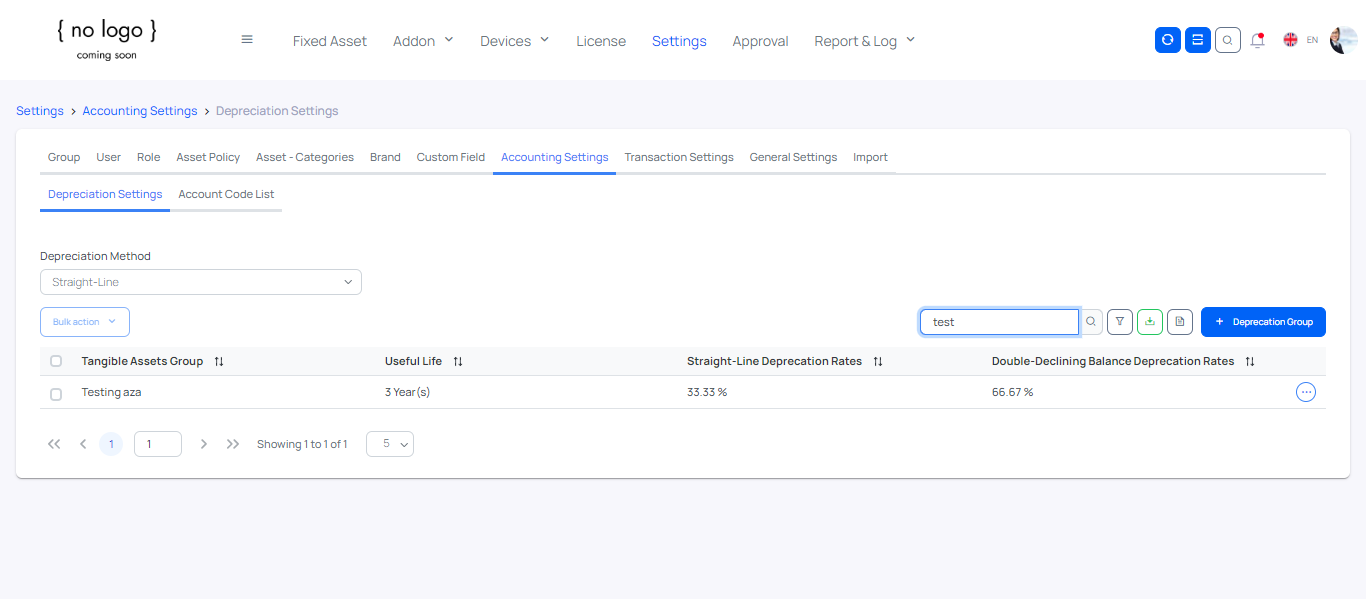 { no logo }
coming soon
Fixed Asset Addon Devices License Settings Approval Report & Log EN
Settings > Accounting Settings > Depreciation Settings
Group User Role Asset Policy Asset - Categories Brand Custom Field Accounting Settings Transaction Settings General Settings Import
Depreciation Settings Account Code List
Depreciation Method
Straight-Line
Bulk action test + Deprecation Group
Tangible Assets Group Useful Life Straight-Line Deprecation Rates Double-Declining Balance Deprecation Rates
Testing aza 3 Year(s) 33.33 % 66.67 %
1 1 Showing 1 to 1 of 1 5